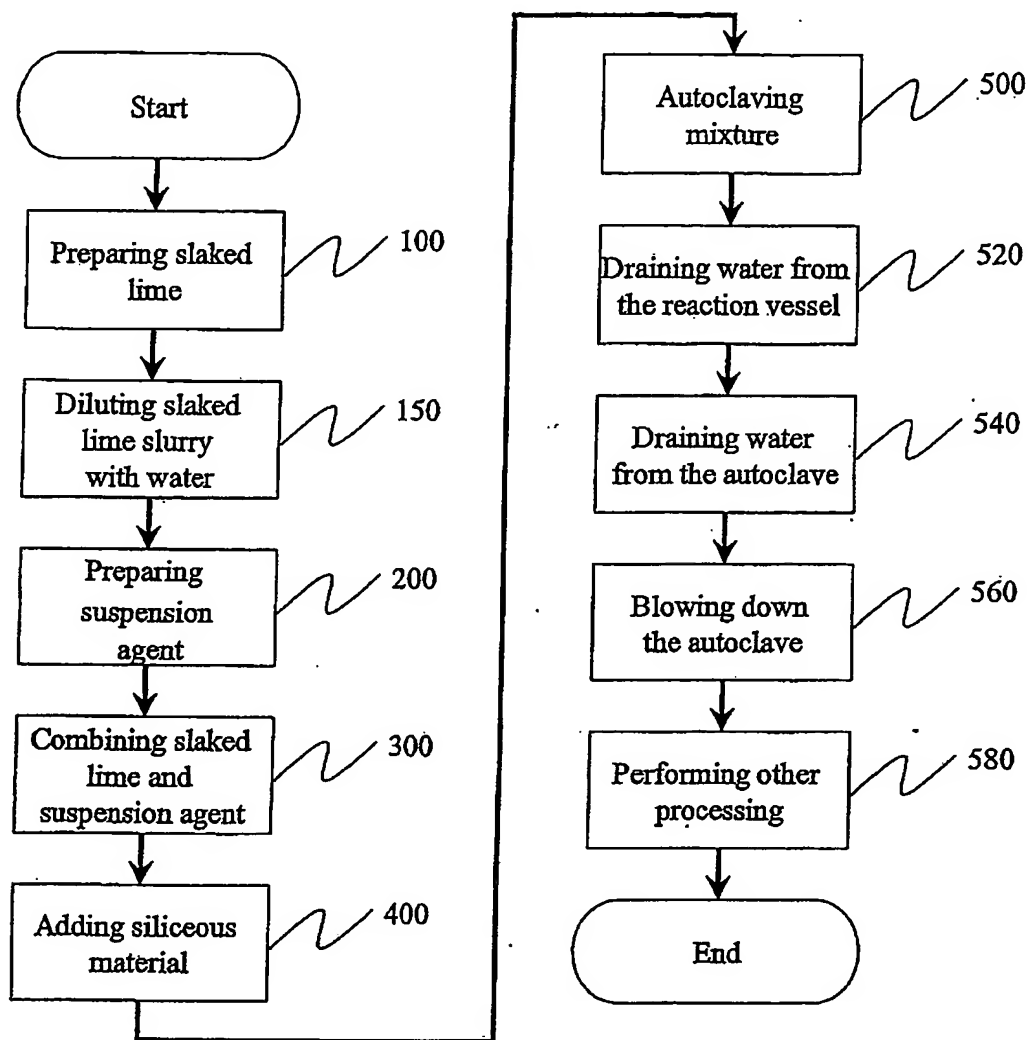 Start
Preparing slaked
lime
100
Diluting slaked
lime slurry
with water
150
Preparing
suspension
agent
200
Combining slaked
lime and
suspension agent
300
Adding siliceous
material
400
Autoclaving
mixture
500
Draining water from
the reaction vessel
520
Draining water
from the autoclave
540
Blowing down
the autoclave
560
Performing other
processing
580
End